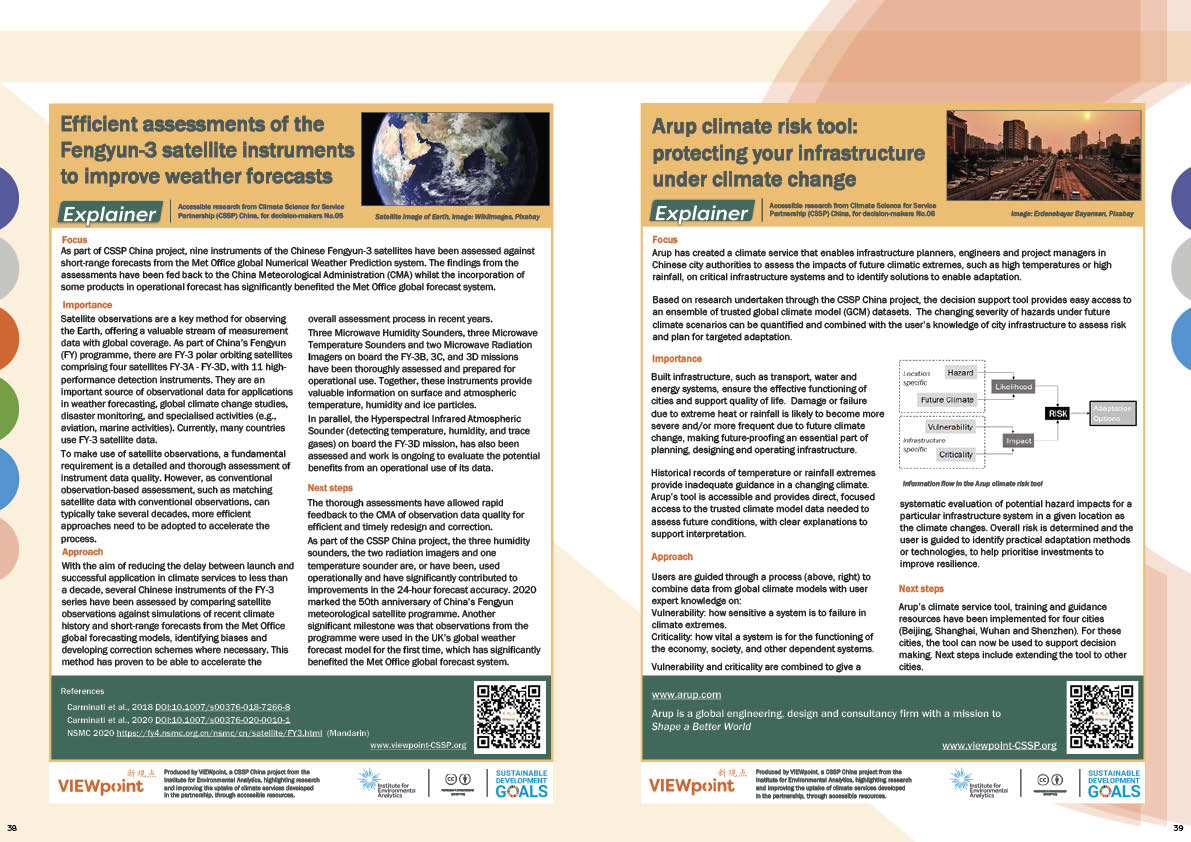 Efficient assessments of the
Fengyun-3 satellite instruments
to improve weather forecasts
Explainer
Accessible research from Climate Science for Service
Partnership (CSSP) China, for decision-makers No.05
Satellite image of Earth, Image: WikiImages, Pixabay
Focus
As part of CSSP China project, nine instruments of the Chinese Fengyun-3 satellites have been assessed against
short-range forecasts from the Met Office global Numerical Weather Prediction system. The findings from the
assessments have been fed back to the China Meteorological Administration (CMA) whilst the incorporation of
some products in operational forecast has significantly benefited the Met Office global forecast system.
Importance
Satellite observations are a key method for observing
the Earth, offering a valuable stream of measurement
data with global coverage. As part of China's Fengyun
(FY) programme, there are FY-3 polar orbiting satellites
comprising four satellites FY-3A - FY-3D, with 11 high-
performance detection instruments. They are an
important source of observational data for applications
in weather forecasting, global climate change studies,
disaster monitoring, and specialised activities (e.g.,
aviation, marine activities). Currently, many countries
use FY-3 satellite data.
To make use of satellite observations, a fundamental
requirement is a detailed and thorough assessment of
instrument data quality. However, as conventional
observation-based assessment, such as matching
satellite data with conventional observations, can
typically take several decades, more efficient
approaches need to be adopted to accelerate the
process.
Approach
With the aim of reducing the delay between launch and
successful application in climate services to less than
a decade, several Chinese instruments of the FY-3
series have been assessed by comparing satellite
observations against simulations of recent climate
history and short-range forecasts from the Met Office
global forecasting models, identifying biases and
developing correction schemes where necessary. This
method has proven to be able to accelerate the
overall assessment process in recent years.
Three Microwave Humidity Sounders, three Microwave
Temperature Sounders and two Microwave Radiation
Imagers on board the FY-3B, 3C, and 3D missions
have been thoroughly assessed and prepared for
operational use. Together, these instruments provide
valuable information on surface and atmospheric
temperature, humidity and ice particles.
In parallel, the Hyperspectral Infrared Atmospheric
Sounder (detecting temperature, humidity, and trace
gases) on board the FY-3D mission, has also been
assessed and work is ongoing to evaluate the potential
benefits from an operational use of its data.
Next steps
The thorough assessments have allowed rapid
feedback to the CMA of observation data quality for
efficient and timely redesign and correction.
As part of the CSSP China project, the three humidity
sounders, the two radiation imagers and one
temperature sounder are, or have been, used
operationally and have significantly contributed to
improvements in the 24-hour forecast accuracy. 2020
marked the 50th anniversary of China's Fengyun
meteorological satellite programme. Another
significant milestone was that observations from the
programme were used in the UK's global weather
forecast model for the first time, which has significantly
benefited the Met Office global forecast system.
References
Carminati et al., 2018 DOI:10.1007/s00376-018-7266-8
Carminati et al., 2020 DOI:10.1007/s00376-020-0010-1
NSMC 2020 https://fy4.nsmc.org.cn/nsmc/cn/satellite/FY3.html (Mandarin)
www.viewpoint-CSSP.org
新观点
VIEWpoint
Produced by VIEWpoint, a CSSP China project from the
Institute for Environmental Analytics, highlighting research
and improving the uptake of climate services developed
in the partnership, through accessible resources.
Institute for
Environmental
Analytics
SUSTAINABLE
DEVELOPMENT
GOALS
38
Arup climate risk tool:
protecting your infrastructure
under climate change
Explainer
Accessible research from Climate Science for Service
Partnership (CSSP) China, for decision-makers No.06
Image: Erdenebayar Bayansan, Pixabay
Focus
Arup has created a climate service that enables infrastructure planners, engineers and project managers in
Chinese city authorities to assess the impacts of future climatic extremes, such as high temperatures or high
rainfall, on critical infrastructure systems and to identify solutions to enable adaptation.
Based on research undertaken through the CSSP China project, the decision support tool provides easy access to
an ensemble of trusted global climate model (GCM) datasets. The changing severity of hazards under future
climate scenarios can be quantified and combined with the user's knowledge of city infrastructure to assess risk
and plan for targeted adaptation.
Importance
Built infrastructure, such as transport, water and
energy systems, ensure the effective functioning of
cities and support quality of life. Damage or failure
due to extreme heat or rainfall is likely to become more
severe and/or more frequent due to future climate
change, making future-proofing an essential part of
planning, designing and operating infrastructure.
Historical records of temperature or rainfall extremes
provide inadequate guidance in a changing climate.
Arup's tool is accessible and provides direct, focused
access to the trusted climate model data needed to
assess future conditions, with clear explanations to
support interpretation.
Approach
Users are guided through a process (above, right) to
combine data from global climate models with user
expert knowledge on:
Vulnerability: how sensitive a system is to failure in
climate extremes.
Criticality: how vital a system is for the functioning of
the economy, society, and other dependent systems.
Vulnerability and criticality are combined to give a
Location
specific
Hazard
Future Climate
Likelihood
RISK
Adaptation
Options
Vulnerability
Infrastructure
specific
Criticality
Impact
Information flow in the Arup climate risk tool
systematic evaluation of potential hazard impacts for a
particular infrastructure system in a given location as
the climate changes. Overall risk is determined and the
user is guided to identify practical adaptation methods
or technologies, to help prioritise investments to
improve resilience.
Next steps
Arup's climate service tool, training and guidance
resources have been implemented for four cities
(Beijing, Shanghai, Wuhan and Shenzhen). For these
cities, the tool can now be used to support decision
making. Next steps include extending the tool to other
cities.
www.arup.com
Arup is a global engineering, design and consultancy firm with a mission to
Shape a Better World
www.viewpoint-CSSP.org
新观点
VIEWpoint
Produced by VIEWpoint, a CSSP China project from the
Institute for Environmental Analytics, highlighting research
and improving the uptake of climate services developed
in the partnership, through accessible resources.
Institute for
Environmental
Analytics
SUSTAINABLE
DEVELOPMENT
GOALS
39